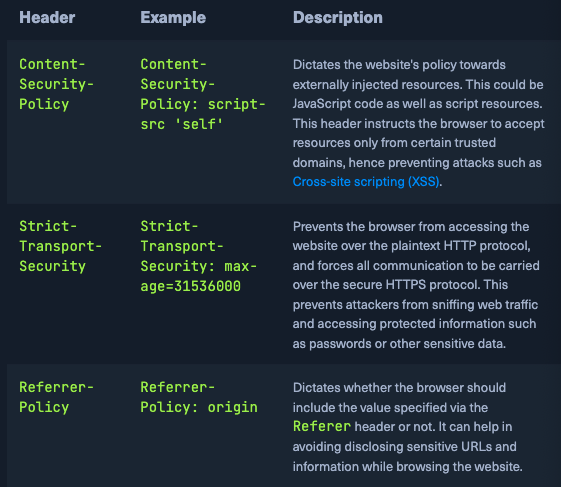 Header Example Description
Content-
Security-
Policy
Content-
Security-
Policy: script-
src 'self'
Dictates the website's policy towards
externally injected resources. This could be
JavaScript code as well as script resources.
This header instructs the browser to accept
resources only from certain trusted
domains, hence preventing attacks such as
Cross-site scripting (XSS).
Strict-
Transport-
Security
Strict-
Transport-
Security: max-
age=31536000
Prevents the browser from accessing the
website over the plaintext HTTP protocol,
and forces all communication to be carried
over the secure HTTPS protocol. This
prevents attackers from sniffing web traffic
and accessing protected information such
as passwords or other sensitive data.
Referrer-
Policy
Referrer-
Policy: origin
Dictates whether the browser should
include the value specified via the
Referer header or not. It can help in
avoiding disclosing sensitive URLs and
information while browsing the website.